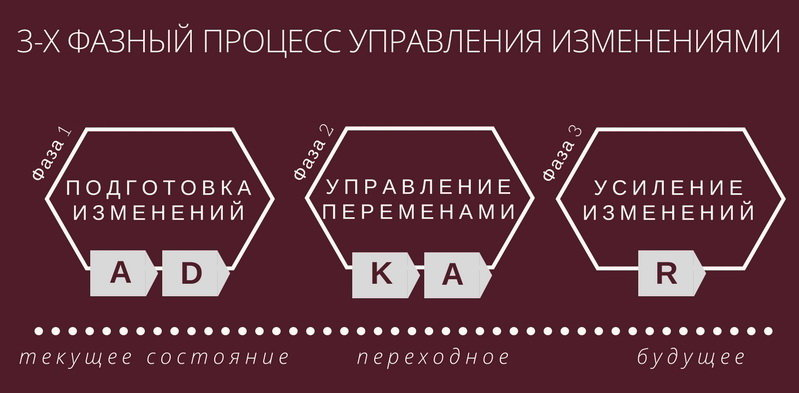 3-Х ФАЗНЫЙ ПРОЦЕСС УПРАВЛЕНИЯ ИЗМЕНЕНИЯМИ
Фаза 1
ПОДГОТОВКА
ИЗМЕНЕНИЙ
A D
Фаза 2
УПРАВЛЕНИЕ
ПЕРЕМЕНАМИ
K A
Фаза 3
УСИЛЕНИЕ
ИЗМЕНЕНИЙ
R
текущее состояние
переходное
будущее